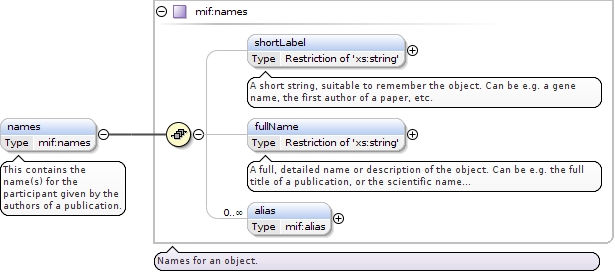 mif:names
shortLabel
Type Restriction of 'xs:string'
A short string, suitable to remember the object. Can be e.g. a gene
name, the first author of a paper, etc.
names
Type mif:names
This contains the
name(s) for the
participant given by the
authors of a publication.
fullName
Type Restriction of 'xs:string'
A full, detailed name or description of the object. Can be e.g. the full
title of a publication, or the scientific name...
0..∞
alias
Type mif:alias
Names for an object.